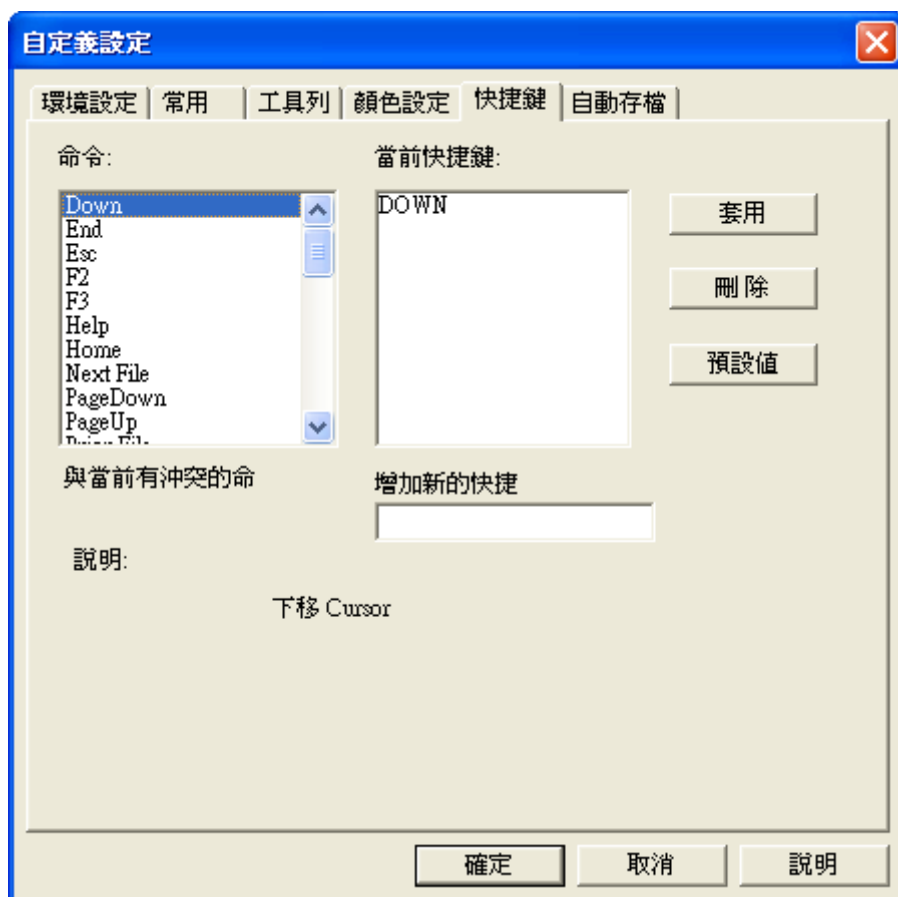 自定義設定
環境設定 常用 工具列 顏色設定 快捷鍵 自動存檔
命令:
當前快捷鍵:
Down
End
Esc
F2
F3
Help
Home
Next File
PageDown
PageUp
DOWN
套用
刪除
預設值
與當前有沖突的命
增加新的快捷
說明:
下移 Cursor
確定 取消 說明